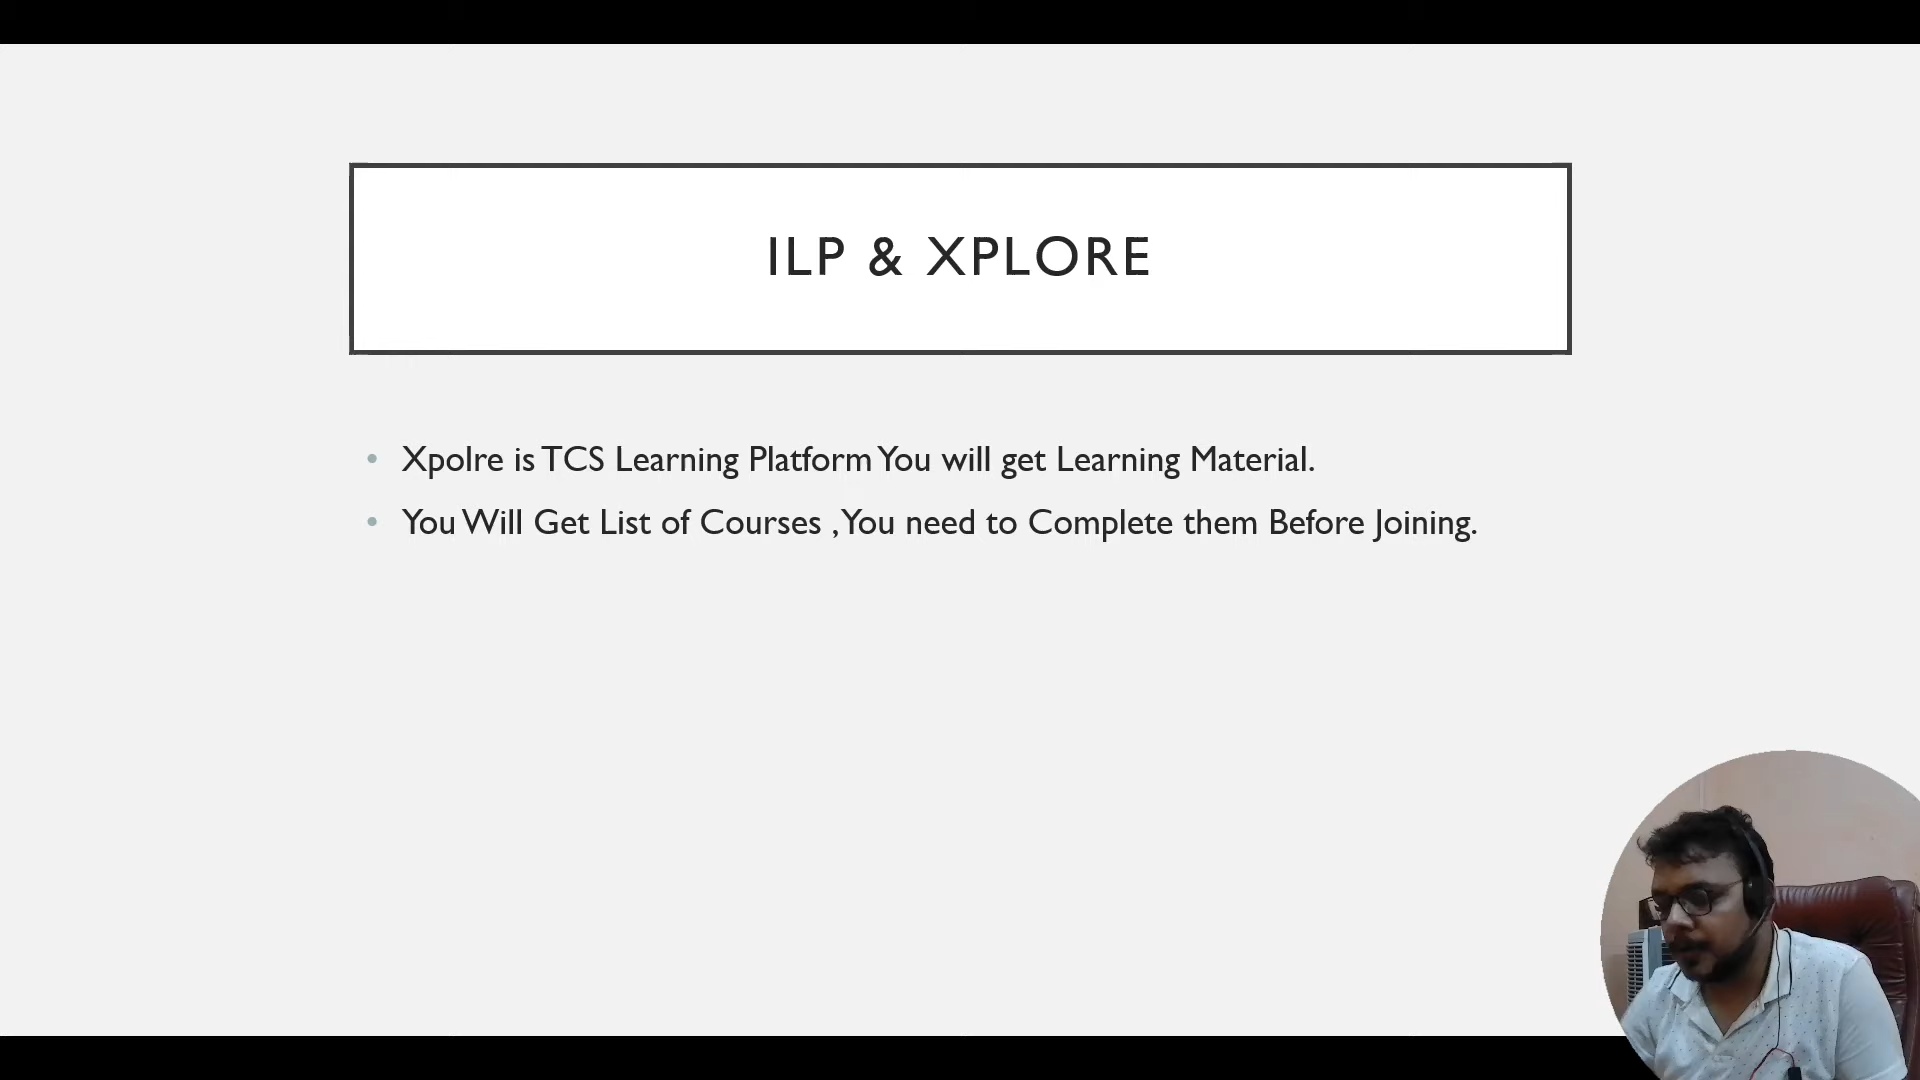 ILP & XPLORE
Xpolre is TCS Learning Platform You will get Learning Material.
You Will Get List of Courses ,You need to Complete them Before Joining.